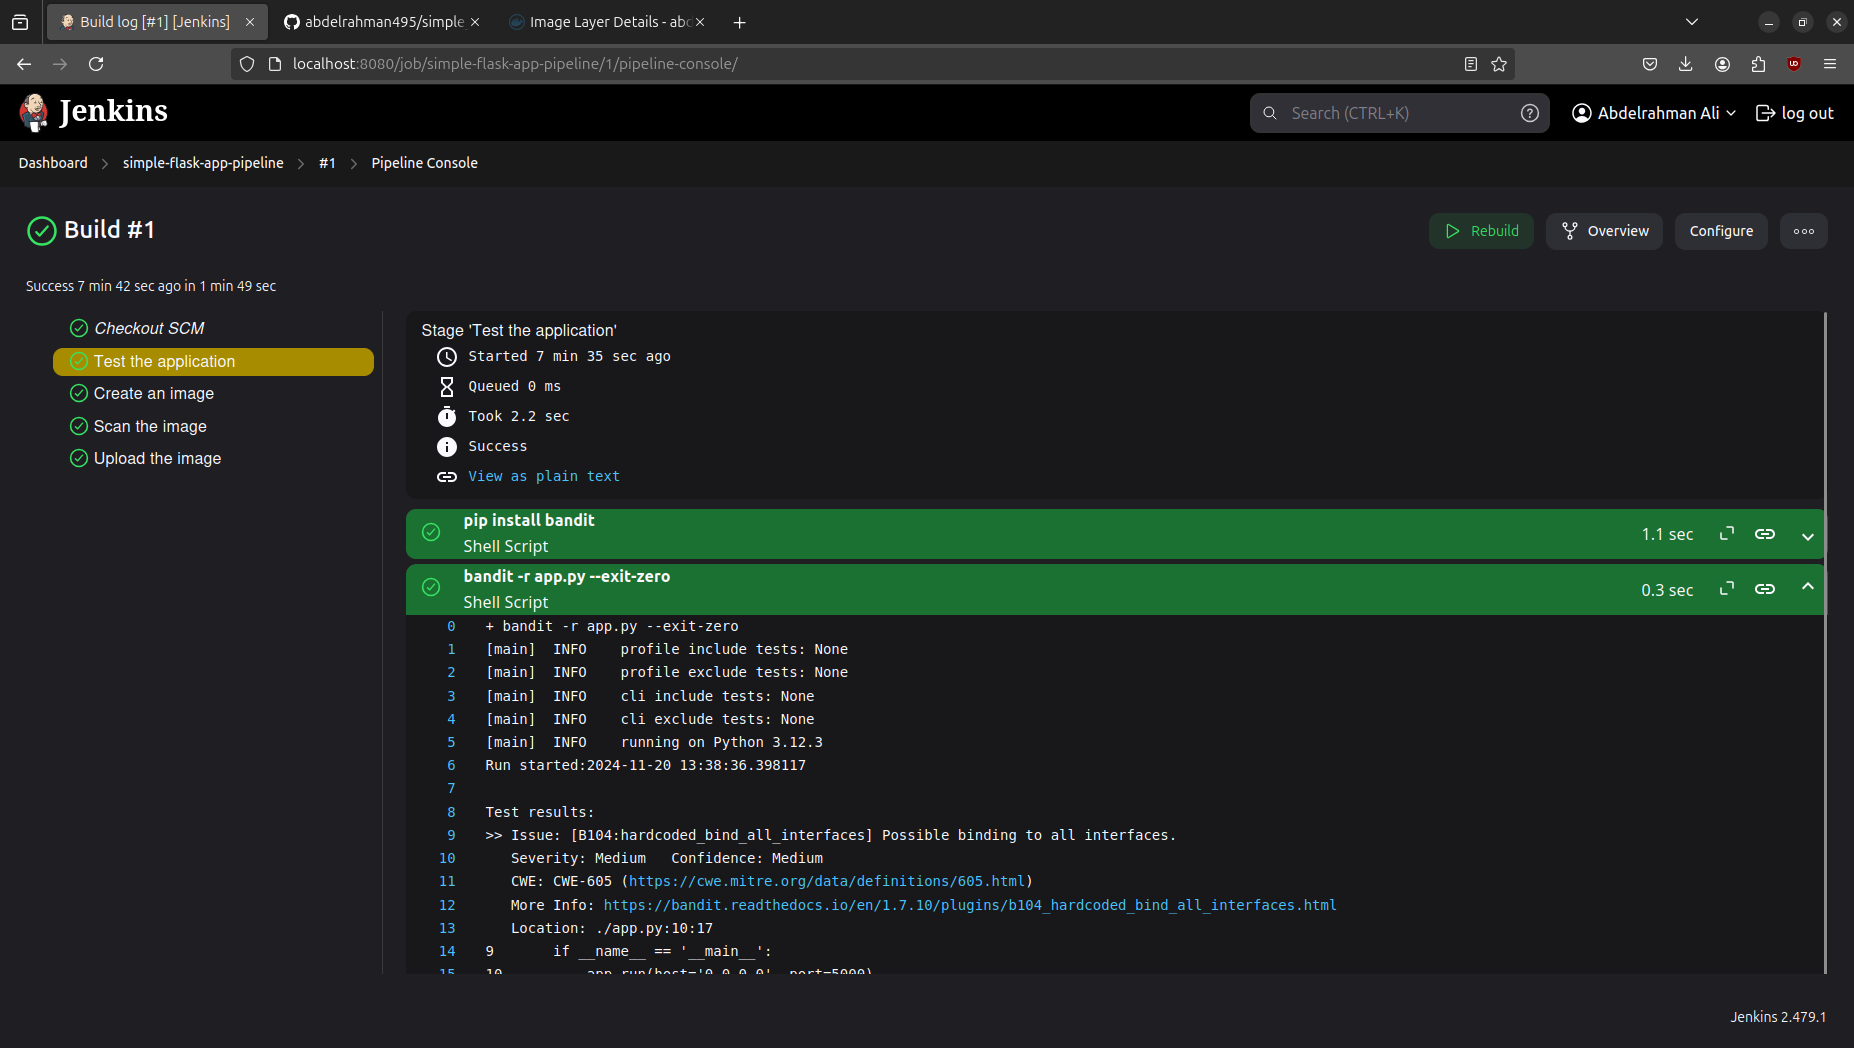 Build log [#1] [Jenkins]
abdelrahman495/simple
Image Layer Details - abd
localhost:8080/job/simple-flask-app-pipeline/1/pipeline-console/
Jenkins
Search (CTRL+K)
Abdelrahman Ali
log out
Dashboard
simple-flask-app-pipeline
#1
Pipeline Console
Build #1
Rebuild
Overview
Configure
Success 7 min 42 sec ago in 1 min 49 sec
Checkout SCM
Test the application
Create an image
Scan the image
Upload the image
Stage 'Test the application'
Started 7 min 35 sec ago
Queued 0 ms
Took 2.2 sec
Success
View as plain text
pip install bandit
Shell Script
1.1 sec
bandit -r app.py --exit-zero
Shell Script
0.3 sec
0 + bandit -r app.py --exit-zero
1 [main]  INFO    profile include tests: None
2 [main]  INFO    profile exclude tests: None
3 [main]  INFO    cli include tests: None
4 [main]  INFO    cli exclude tests: None
5 [main]  INFO    running on Python 3.12.3
6 Run started:2024-11-20 13:38:36.398117
7
8 Test results:
9 >> Issue: [B104:hardcoded_bind_all_interfaces] Possible binding to all interfaces.
10    Severity: Medium   Confidence: Medium
11    CWE: CWE-605 (https://cwe.mitre.org/data/definitions/605.html)
12    More Info: https://bandit.readthedocs.io/en/1.7.10/plugins/b104_hardcoded_bind_all_interfaces.html
13    Location: ./app.py:10:17
14 9       if __name__ == '__main__':
15 10          app.run(host='0.0.0.0', port=5000)
Jenkins 2.479.1